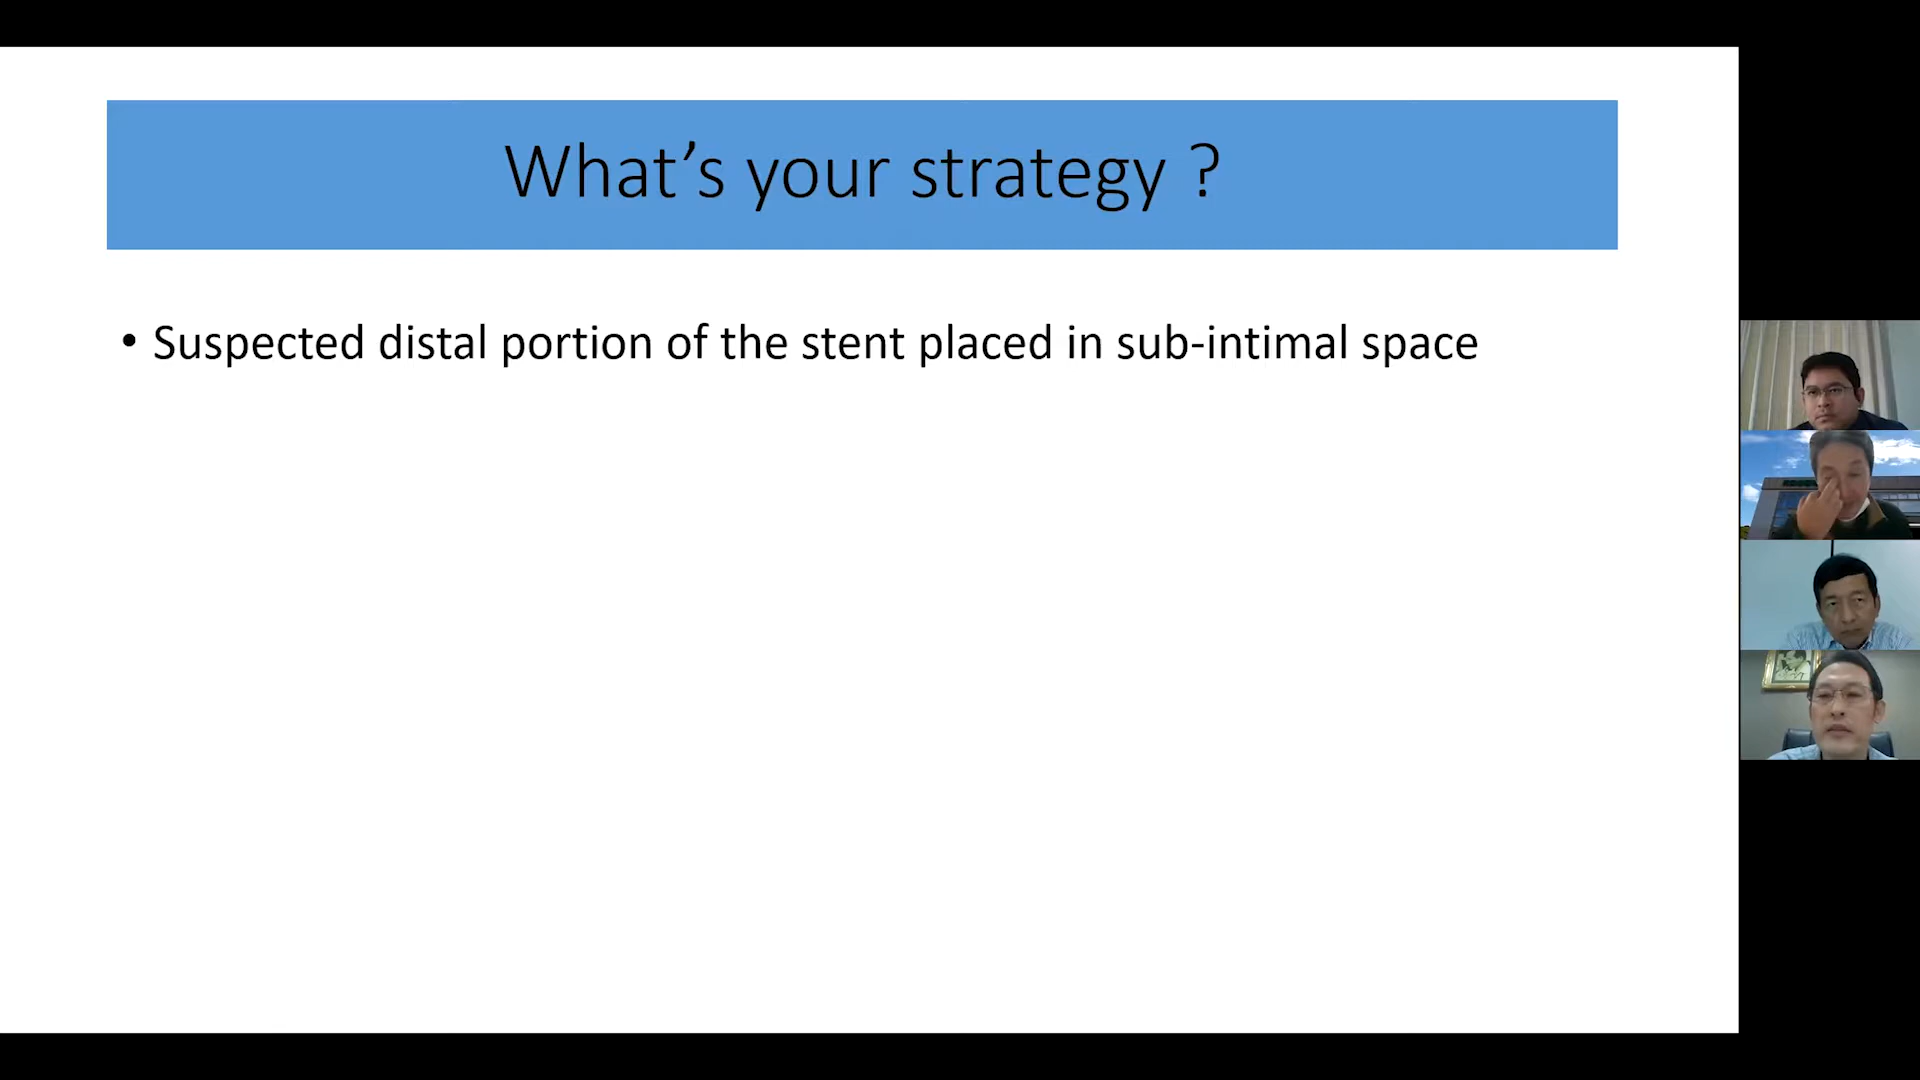 What’s your strategy ?
• Suspected distal portion of the stent placed in sub-intimal space